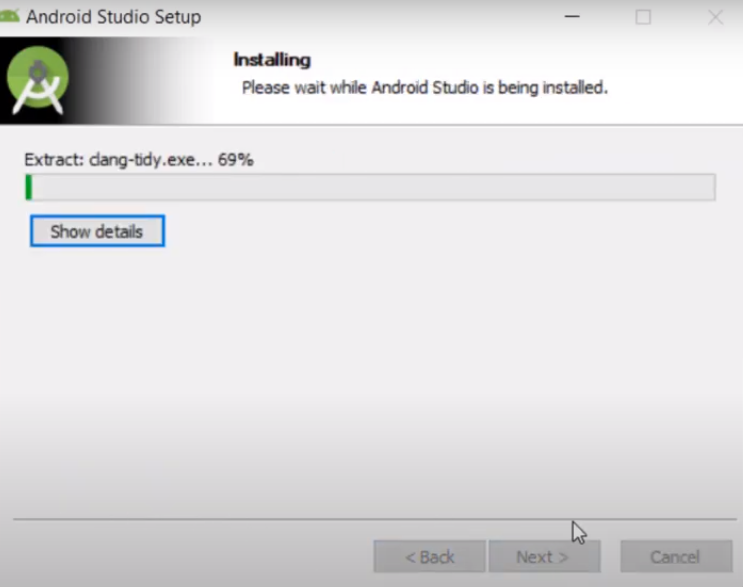 Android Studio Setup
Installing
Please wait while Android Studio is being installed.
Extract: clang-tidy.exe... 69%
Show details
< Back
Next >
Cancel